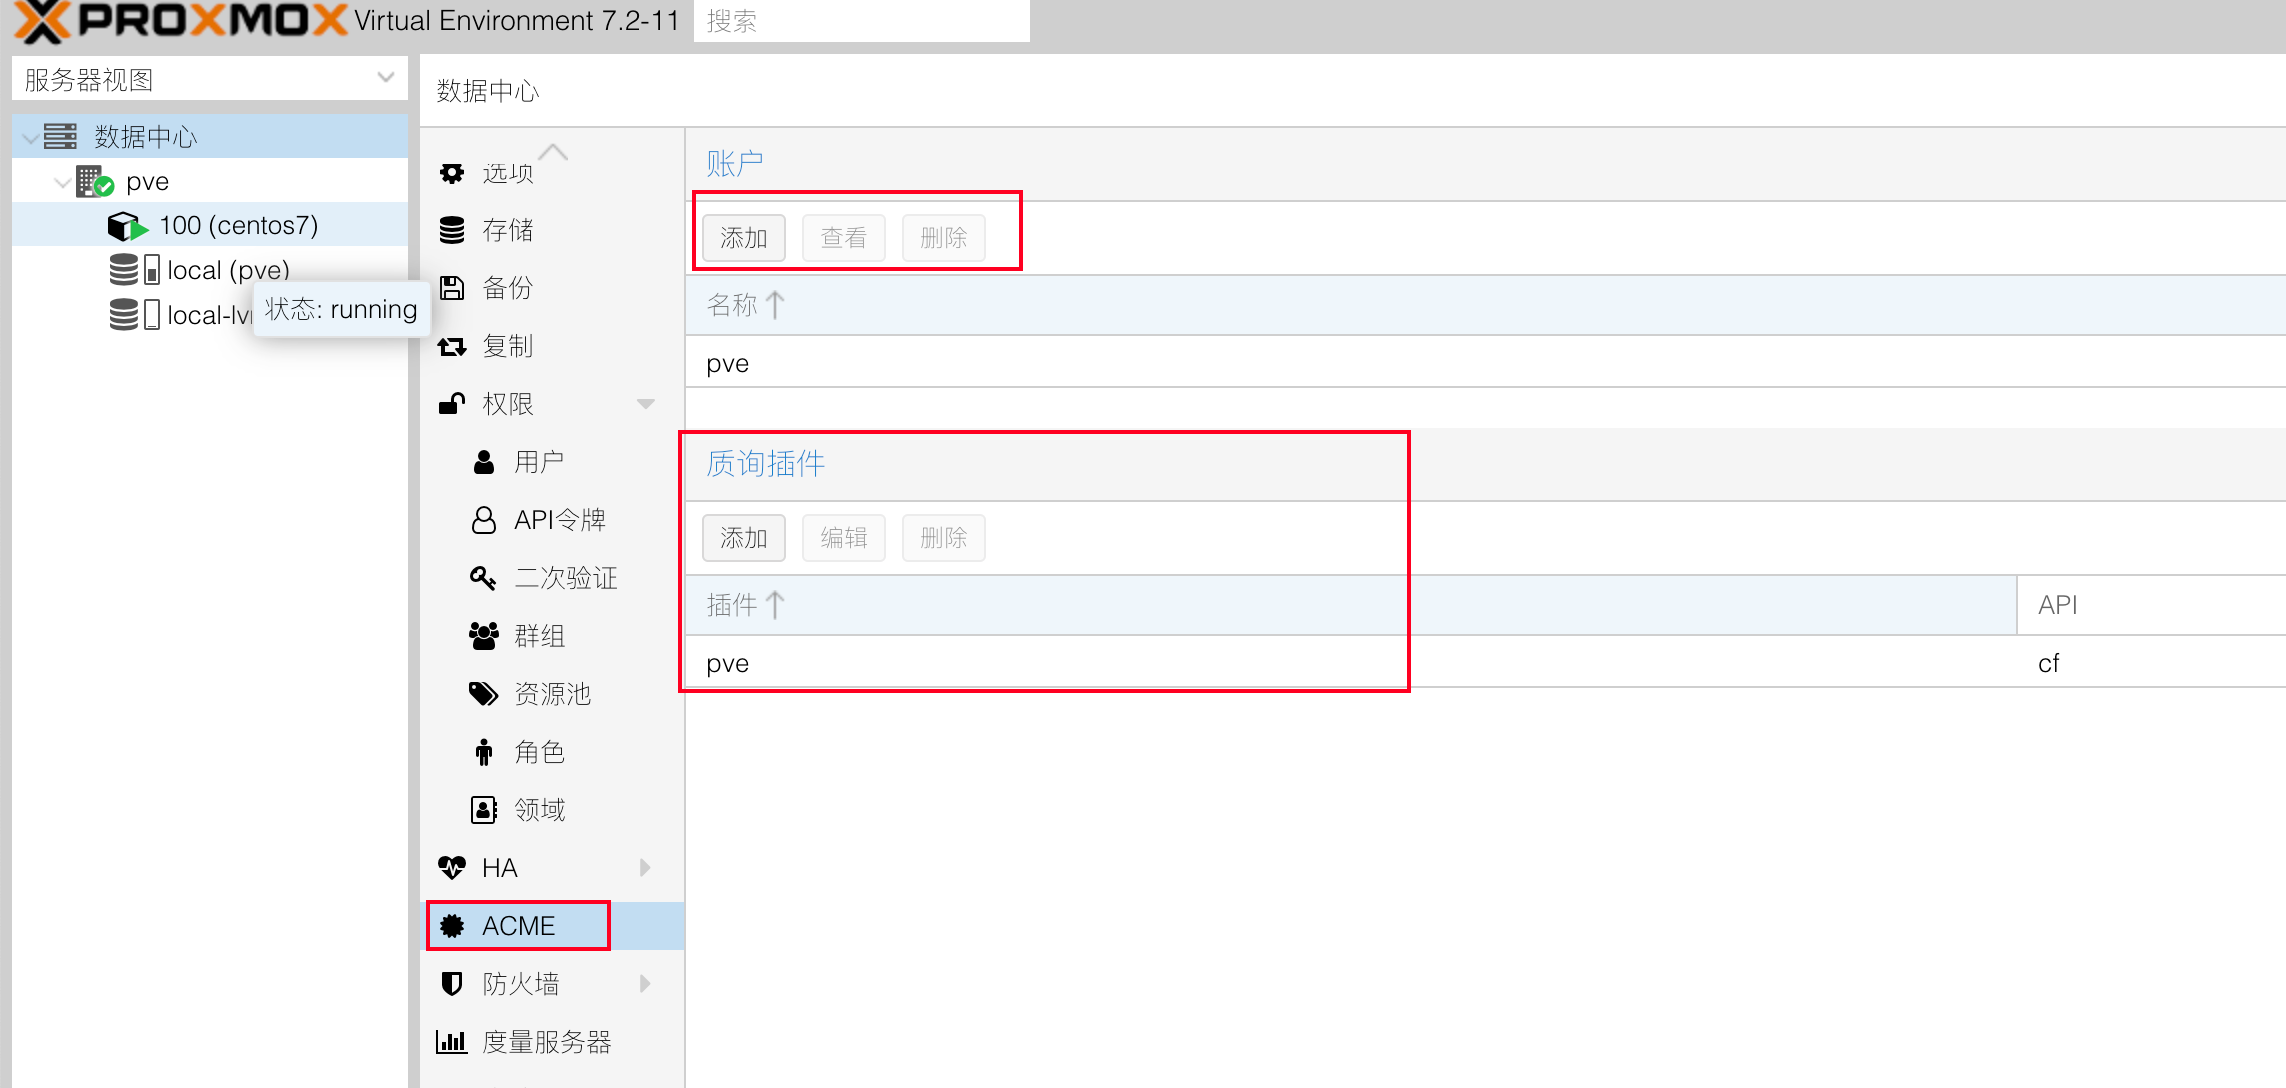 PROXMOX Virtual Environment 7.2-11 搜索
服务器视图
数据中心
pve
100 (centos7)
local (pve)
local-lv
状态: running
数据中心
选项
存储
备份
复制
权限
用户
API令牌
二次验证
群组
资源池
角色
领域
HA
ACME
防火墙
度量服务器
账户
添加 查看 删除
名称
pve
质询插件
添加 编辑 删除
插件 API
pve cf